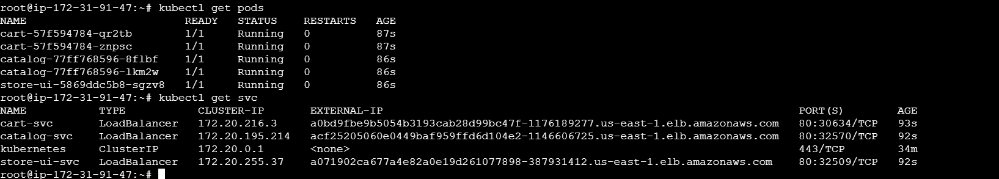 root@ip-172-31-91-47:~# kubectl get pods
NAME READY STATUS RESTARTS AGE
cart-57f594784-qr2tb 1/1 Running 0 87s
cart-57f594784-znpsc 1/1 Running 0 87s
catalog-77ff768596-8flbf 1/1 Running 0 86s
catalog-77ff768596-lkm2w 1/1 Running 0 86s
store-ui-5869ddc5b8-sgzv8 1/1 Running 0 86s
root@ip-172-31-91-47:~# kubectl get svc
NAME TYPE CLUSTER-IP EXTERNAL-IP PORT(S) AGE
cart-svc LoadBalancer 172.20.216.3 a0bd9fbe9b5054b3193cab28d99bc47f-1176189277.us-east-1.elb.amazonaws.com 80:30634/TCP 93s
catalog-svc LoadBalancer 172.20.195.214 acf25205060e0449baf959ffd6d104e2-1146606725.us-east-1.elb.amazonaws.com 80:32570/TCP 92s
kubernetes ClusterIP 172.20.0.1 <none> 443/TCP 34m
store-ui-svc LoadBalancer 172.20.255.37 a071902ca677a4e82a0e19d261077898-387931412.us-east-1.elb.amazonaws.com 80:32509/TCP 92s
root@ip-172-31-91-47:~#